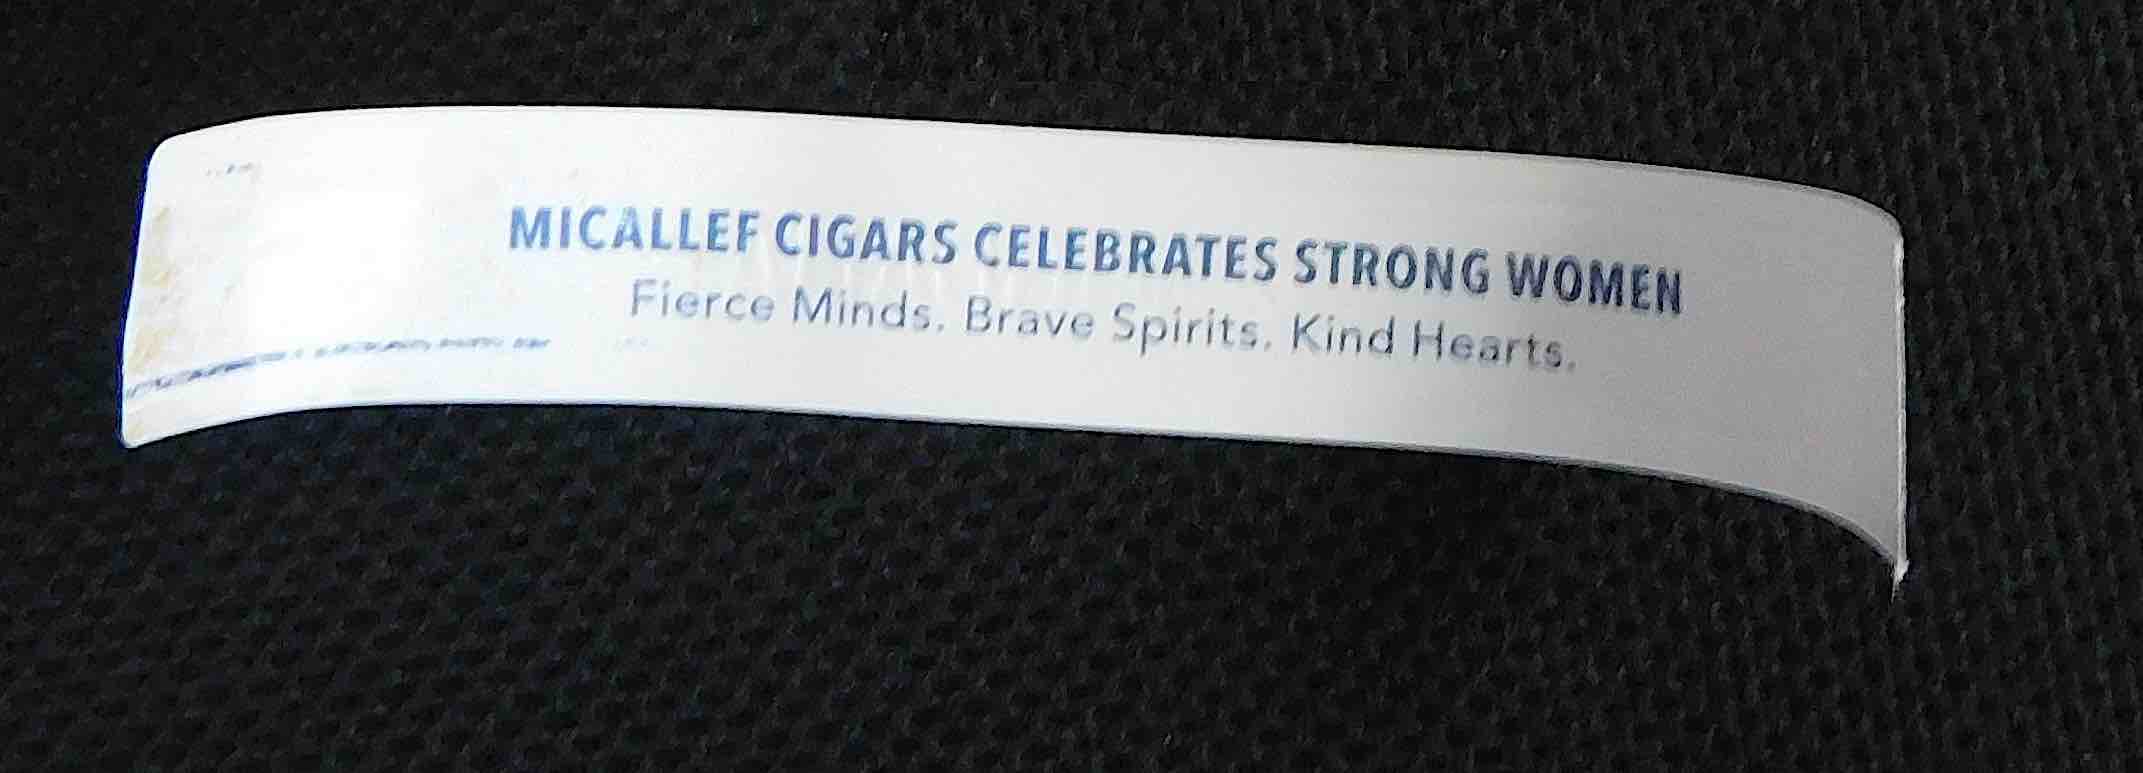 MICALLEF CIGARS CELEBRATES STRONG WOMEN
Fierce Minds. Brave Spirits. Kind Hearts.